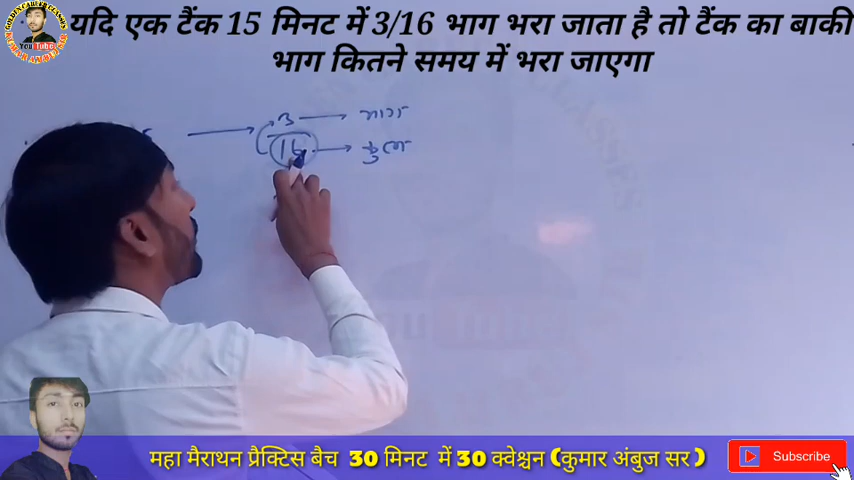 यदि एक टैंक 15 मिनट में 3/16 भाग भरा जाता है तो टैंक का बाकी
भाग कितने समय में भरा जाएगा
3 → भाग
16 → कुल
महा मैराथन प्रैक्टिस बैच 30 मिनट में 30 क्वेश्चन (कुमार अंबुज सर)
Subscribe